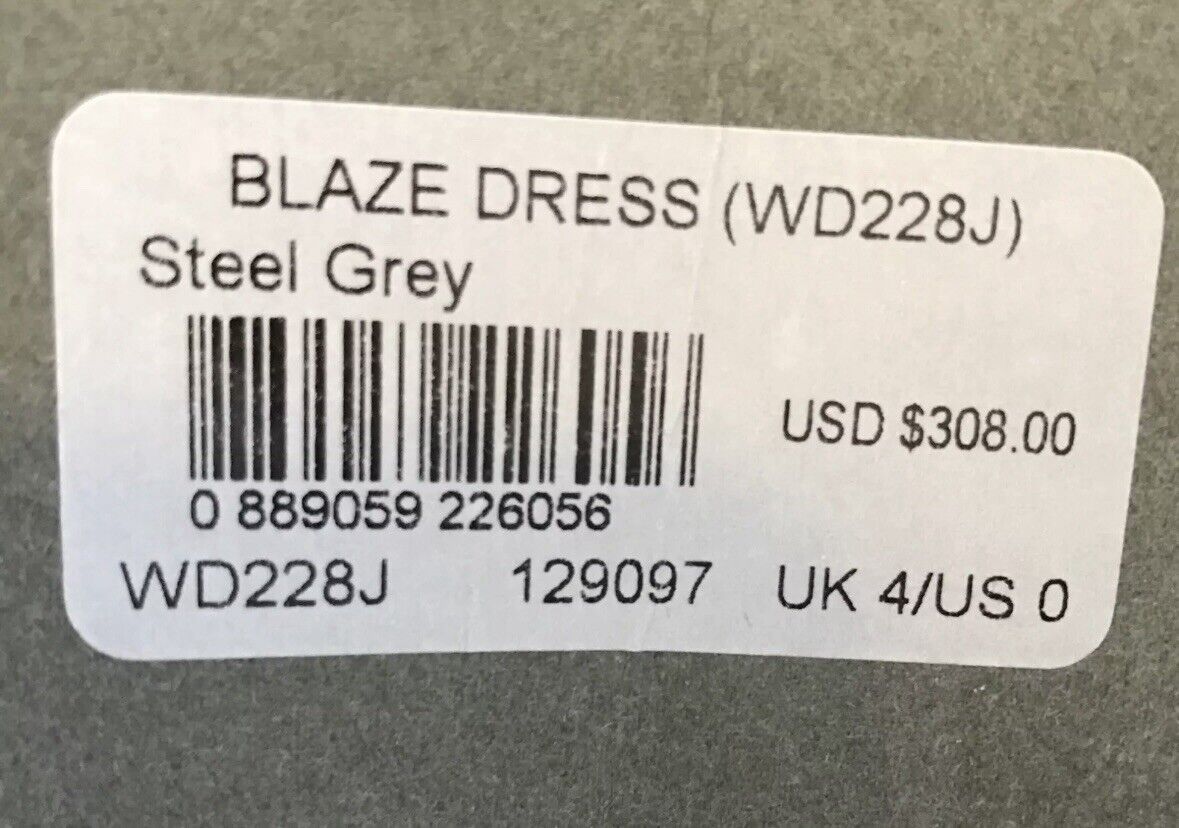 BLAZE DRESS (WD228J)
Steel Grey
USD $308.00
0 889059 226056
WD228J 129097 UK 4/US 0